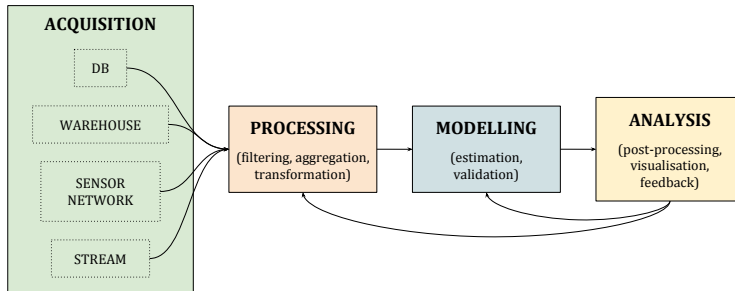 ACQUISITION
DB
WAREHOUSE
SENSOR
NETWORK
STREAM
PROCESSING
(filtering, aggregation,
transformation)
MODELLING
(estimation,
validation)
ANALYSIS
(post-processing,
visualisation,
feedback)